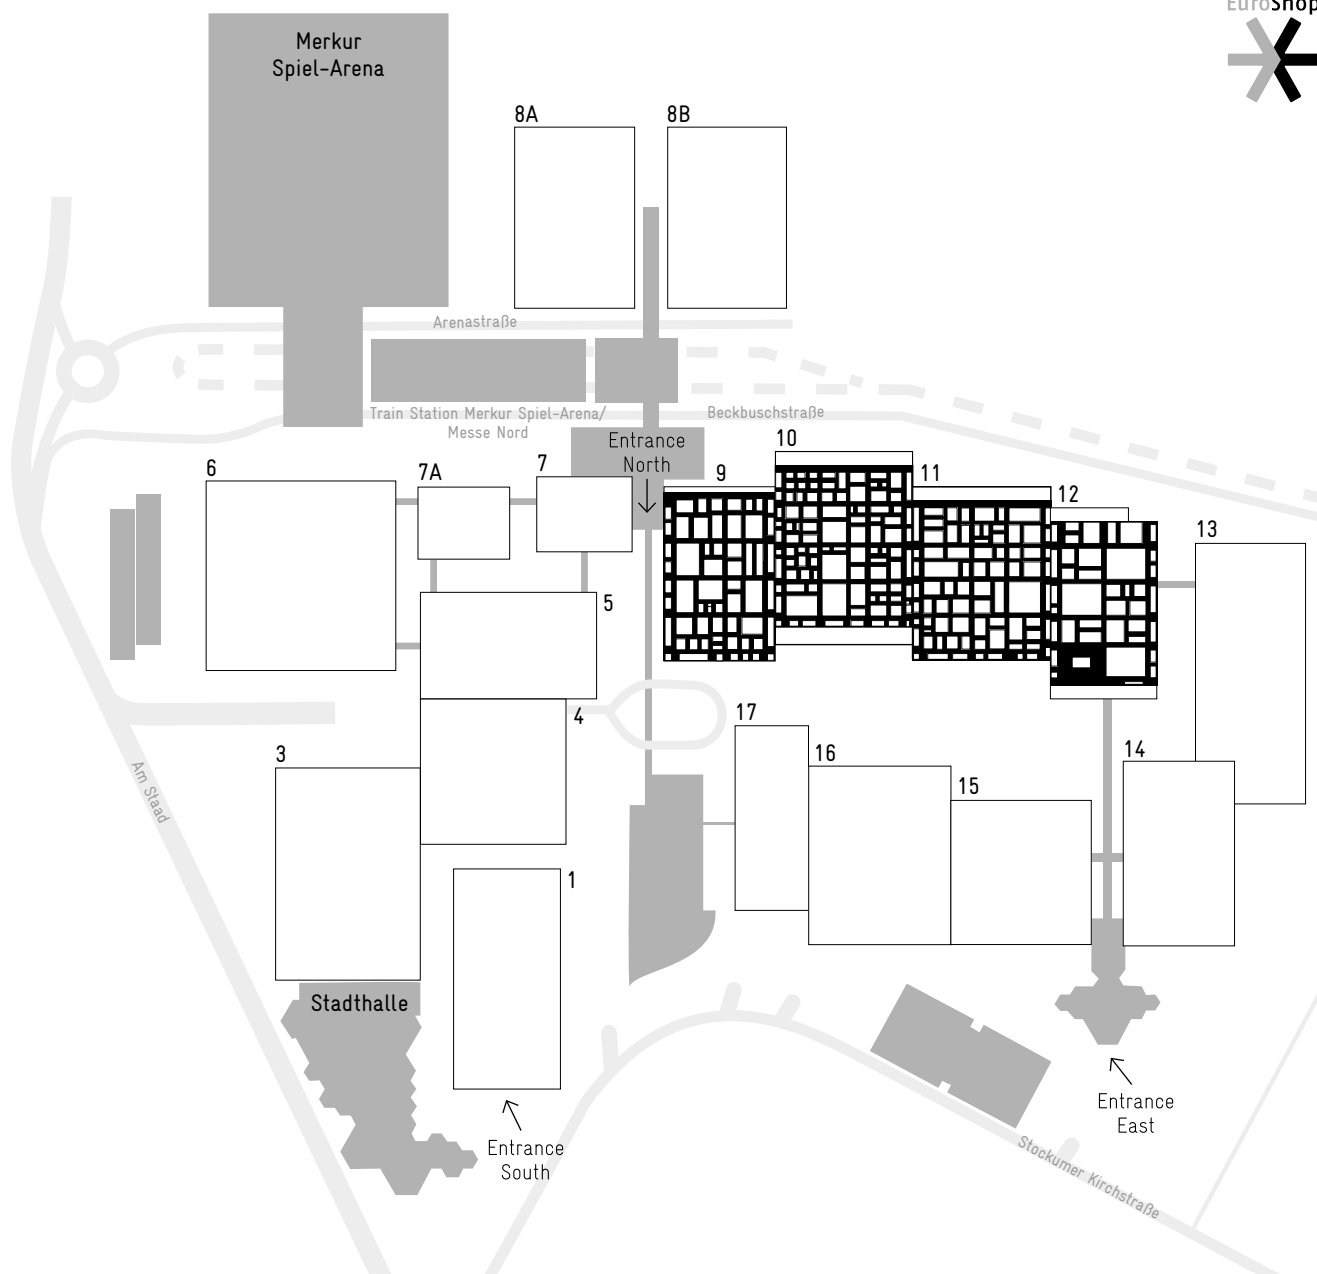 EuroShop
Merkur
Spiel-Arena
8A
8B
Arenastraße
Train Station Merkur Spiel-Arena/
Messe Nord
Beckbuschstraße
Entrance
North
10
6
7A
7
9
11
12
13
5
4
17
3
16
14
15
Am Staad
1
Stadthalle
Entrance
South
Entrance
East
Stockumer Kirchstraße